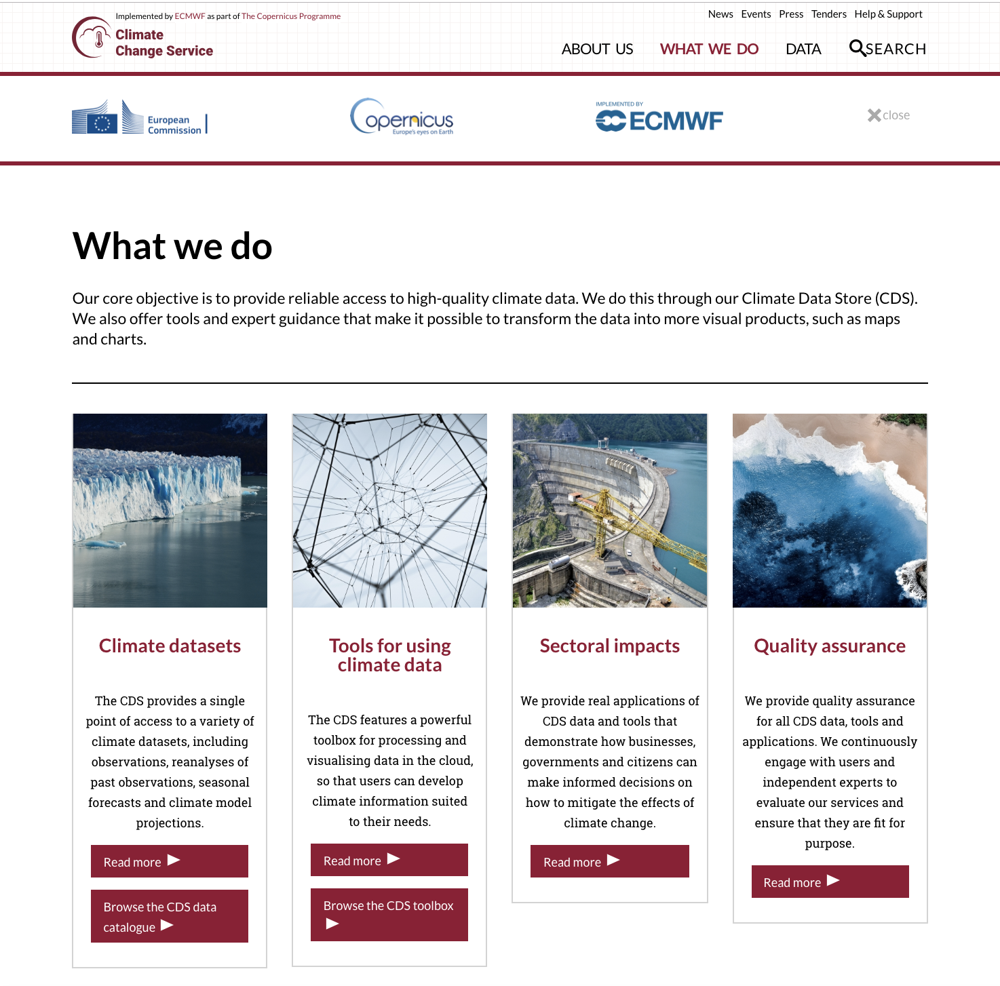 Implemented by ECMWF as part of The Copernicus Programme
News Events Press Tenders Help & Support
Climate
Change Service
ABOUT US WHAT WE DO DATA SEARCH
European
Commission
opernicus
Europe's eyes on Earth
IMPLEMENTED BY
ECMWF
close
What we do
Our core objective is to provide reliable access to high-quality climate data. We do this through our Climate Data Store (CDS).
We also offer tools and expert guidance that make it possible to transform the data into more visual products, such as maps
and charts.
Climate datasets
The CDS provides a single
point of access to a variety of
climate datasets, including
observations, reanalyses of
past observations, seasonal
forecasts and climate model
projections.
Read more
Browse the CDS data
catalogue
Tools for using
climate data
The CDS features a powerful
toolbox for processing and
visualising data in the cloud,
so that users can develop
climate information suited
to their needs.
Read more
Browse the CDS toolbox
Sectoral impacts
We provide real applications of
CDS data and tools that
demonstrate how businesses,
governments and citizens can
make informed decisions on
how to mitigate the effects of
climate change.
Read more
Quality assurance
We provide quality assurance
for all CDS data, tools and
applications. We continuously
engage with users and
independent experts to
evaluate our services and
ensure that they are fit for
purpose.
Read more